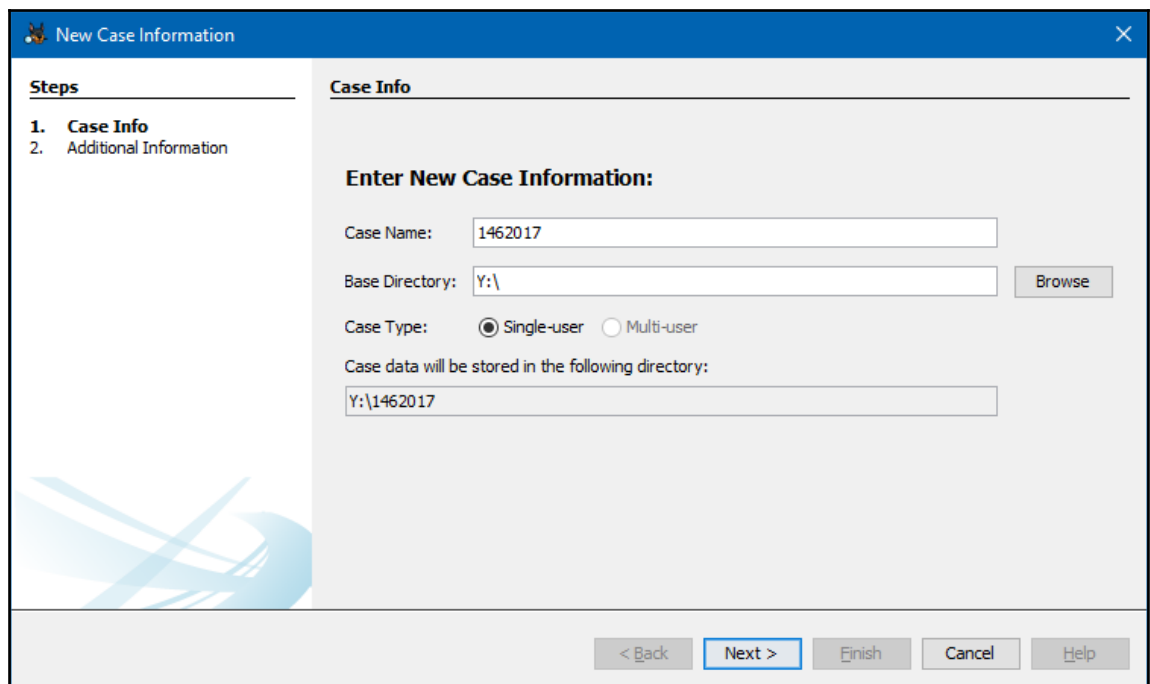 New Case Information
Steps
1. Case Info
2. Additional Information
Case Info
Enter New Case Information:
Case Name: 1462017
Base Directory: Y:\ Browse
Case Type: Single-user Multi-user
Case data will be stored in the following directory:
Y:\1462017
< Back Next > Finish Cancel Help